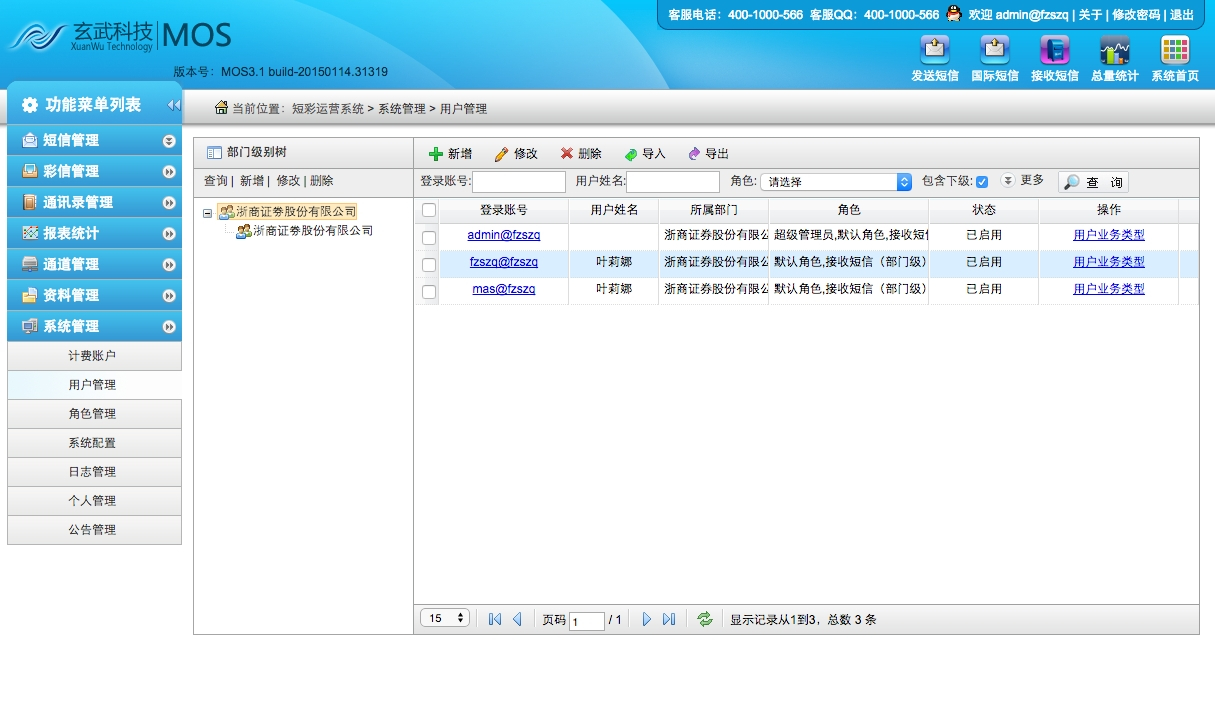 客服电话：400-1000-566 客服QQ：400-1000-566 欢迎 admin@fzszq | 关于 | 修改密码 | 退出
玄武科技 MOS
XuanWu Technology
版本号：MOS3.1 build-20150114.31319
发送短信 国际短信 接收短信 总量统计 系统首页
功能菜单列表
当前位置：短彩运营系统 > 系统管理 > 用户管理
短信管理
彩信管理
通讯录管理
报表统计
通道管理
资料管理
系统管理
计费账户
用户管理
角色管理
系统配置
日志管理
个人管理
公告管理
部门级别树
查询 | 新增 | 修改 | 删除
浙商证劵股份有限公司
浙商证劵股份有限公司
新增 修改 删除 导入 导出
登录账号: 用户姓名: 角色: 请选择 包含下级: 更多 查 询
登录账号 用户姓名 所属部门 角色 状态 操作
admin@fzszq 浙商证劵股份有限公 超级管理员,默认角色,接收短 已启用 用户业务类型
fzszq@fzszq 叶莉娜 浙商证劵股份有限公 默认角色,接收短信（部门级） 已启用 用户业务类型
mas@fzszq 叶莉娜 浙商证劵股份有限公 默认角色,接收短信（部门级） 已启用 用户业务类型
15 页码 1 / 1 显示记录从1到3，总数 3 条